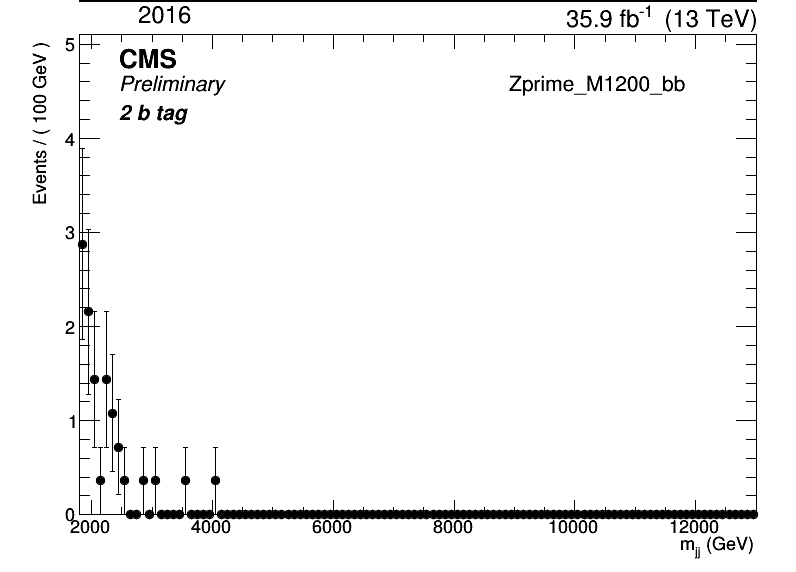 2016
35.9 fb-1 (13 TeV)
CMS
Preliminary
2 b tag
Zprime_M1200_bb
Events / ( 100 GeV )
5
4
3
2
1
0
2000 4000 6000 8000 10000 12000
mjj (GeV)